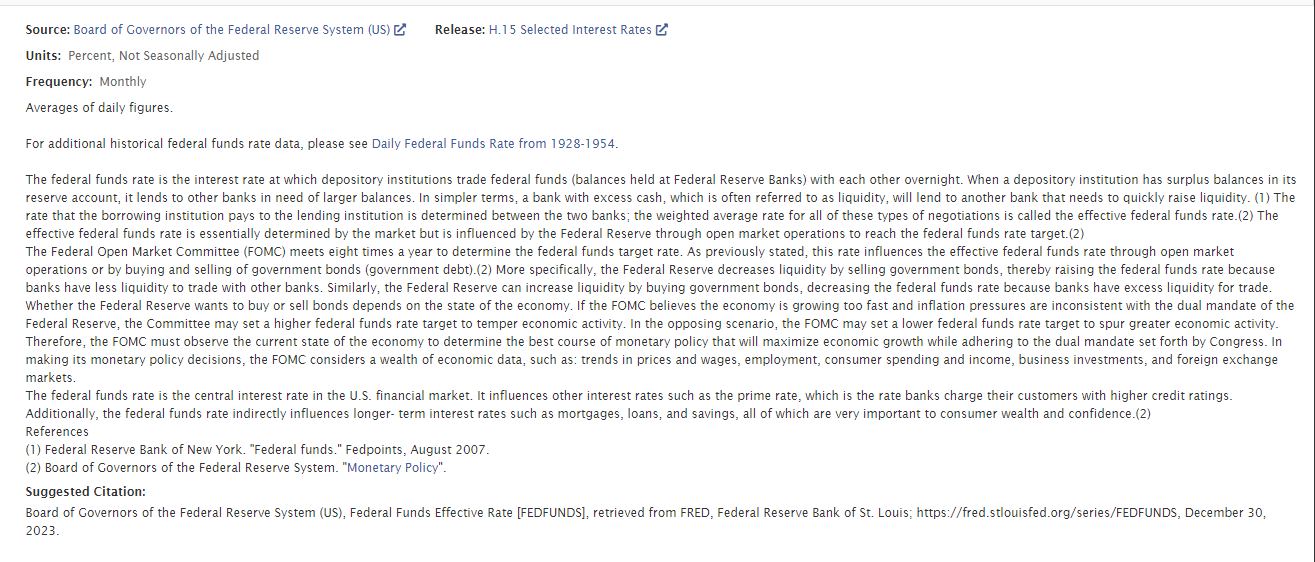 Source: Board of Governors of the Federal Reserve System (US) Release: H.15 Selected Interest Rates
Units: Percent, Not Seasonally Adjusted
Frequency: Monthly
Averages of daily figures.
For additional historical federal funds rate data, please see Daily Federal Funds Rate from 1928-1954.
The federal funds rate is the interest rate at which depository institutions trade federal funds (balances held at Federal Reserve Banks) with each other overnight. When a depository institution has surplus balances in its
reserve account, it lends to other banks in need of larger balances. In simpler terms, a bank with excess cash, which is often referred to as liquidity, will lend to another bank that needs to quickly raise liquidity. (1) The
rate that the borrowing institution pays to the lending institution is determined between the two banks; the weighted average rate for all of these types of negotiations is called the effective federal funds rate.(2) The
effective federal funds rate is essentially determined by the market but is influenced by the Federal Reserve through open market operations to reach the federal funds rate target.(2)
The Federal Open Market Committee (FOMC) meets eight times a year to determine the federal funds target rate. As previously stated, this rate influences the effective federal funds rate through open market
operations or by buying and selling of government bonds (government debt).(2) More specifically, the Federal Reserve decreases liquidity by selling government bonds, thereby raising the federal funds rate because
banks have less liquidity to trade with other banks. Similarly, the Federal Reserve can increase liquidity by buying government bonds, decreasing the federal funds rate because banks have excess liquidity for trade.
Whether the Federal Reserve wants to buy or sell bonds depends on the state of the economy. If the FOMC believes the economy is growing too fast and inflation pressures are inconsistent with the dual mandate of the
Federal Reserve, the Committee may set a higher federal funds rate target to temper economic activity. In the opposing scenario, the FOMC may set a lower federal funds rate target to spur greater economic activity.
Therefore, the FOMC must observe the current state of the economy to determine the best course of monetary policy that will maximize economic growth while adhering to the dual mandate set forth by Congress. In
making its monetary policy decisions, the FOMC considers a wealth of economic data, such as: trends in prices and wages, employment, consumer spending and income, business investments, and foreign exchange
markets.
The federal funds rate is the central interest rate in the U.S. financial market. It influences other interest rates such as the prime rate, which is the rate banks charge their customers with higher credit ratings.
Additionally, the federal funds rate indirectly influences longer- term interest rates such as mortgages, loans, and savings, all of which are very important to consumer wealth and confidence.(2)
References
(1) Federal Reserve Bank of New York. "Federal funds." Fedpoints, August 2007.
(2) Board of Governors of the Federal Reserve System. "Monetary Policy".
Suggested Citation:
Board of Governors of the Federal Reserve System (US), Federal Funds Effective Rate [FEDFUNDS], retrieved from FRED, Federal Reserve Bank of St. Louis; https://fred.stlouisfed.org/series/FEDFUNDS, December 30,
2023.